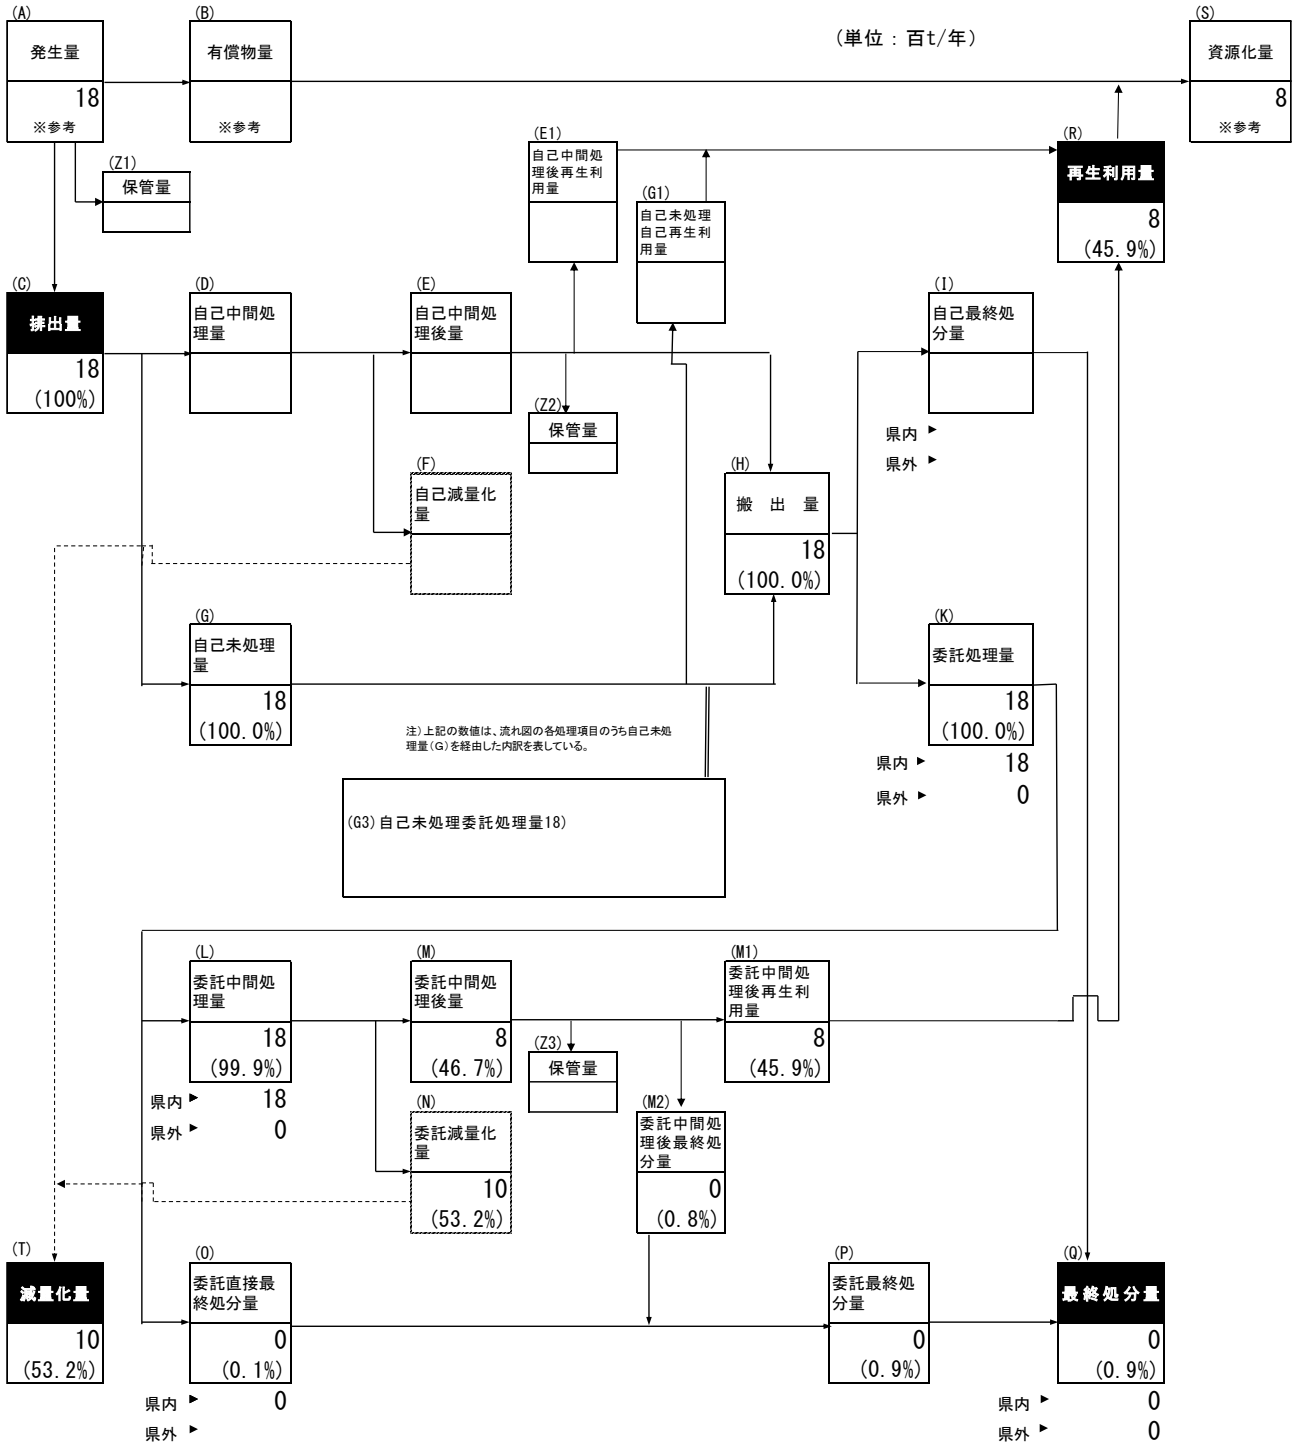 (単位：百t/年)
(A)
発生量
18
※参考
(B)
有償物量
※参考
(S)
資源化量
8
※参考
(Z1)
保管量
(E1)
自己中間処
理後再生利
用量
(G1)
自己未処理
自己再生利
用量
(R)
再生利用量
8
(45.9%)
(C)
排出量
18
(100%)
(D)
自己中間処
理量
(E)
自己中間処
理後量
(I)
自己最終処
分量
県内
県外
(Z2)
保管量
(F)
自己減量化
量
(H)
搬　出　量
18
(100.0%)
(G)
自己未処理
量
18
(100.0%)
(K)
委託処理量
18
(100.0%)
県内 18
県外 0
注)上記の数値は、流れ図の各処理項目のうち自己未処
理量(G)を経由した内訳を表している。
(G3)自己未処理委託処理量18)
(L)
委託中間処
理量
18
(99.9%)
県内 18
県外 0
(M)
委託中間処
理後量
8
(46.7%)
(M1)
委託中間処
理後再生利
用量
8
(45.9%)
(Z3)
保管量
(N)
委託減量化
量
10
(53.2%)
(M2)
委託中間処
理後最終処
分量
0
(0.8%)
(T)
減量化量
10
(53.2%)
(O)
委託直接最
終処分量
0
(0.1%)
県内 0
県外
(P)
委託最終処
分量
0
(0.9%)
(Q)
最終処分量
0
(0.9%)
県内 0
県外 0